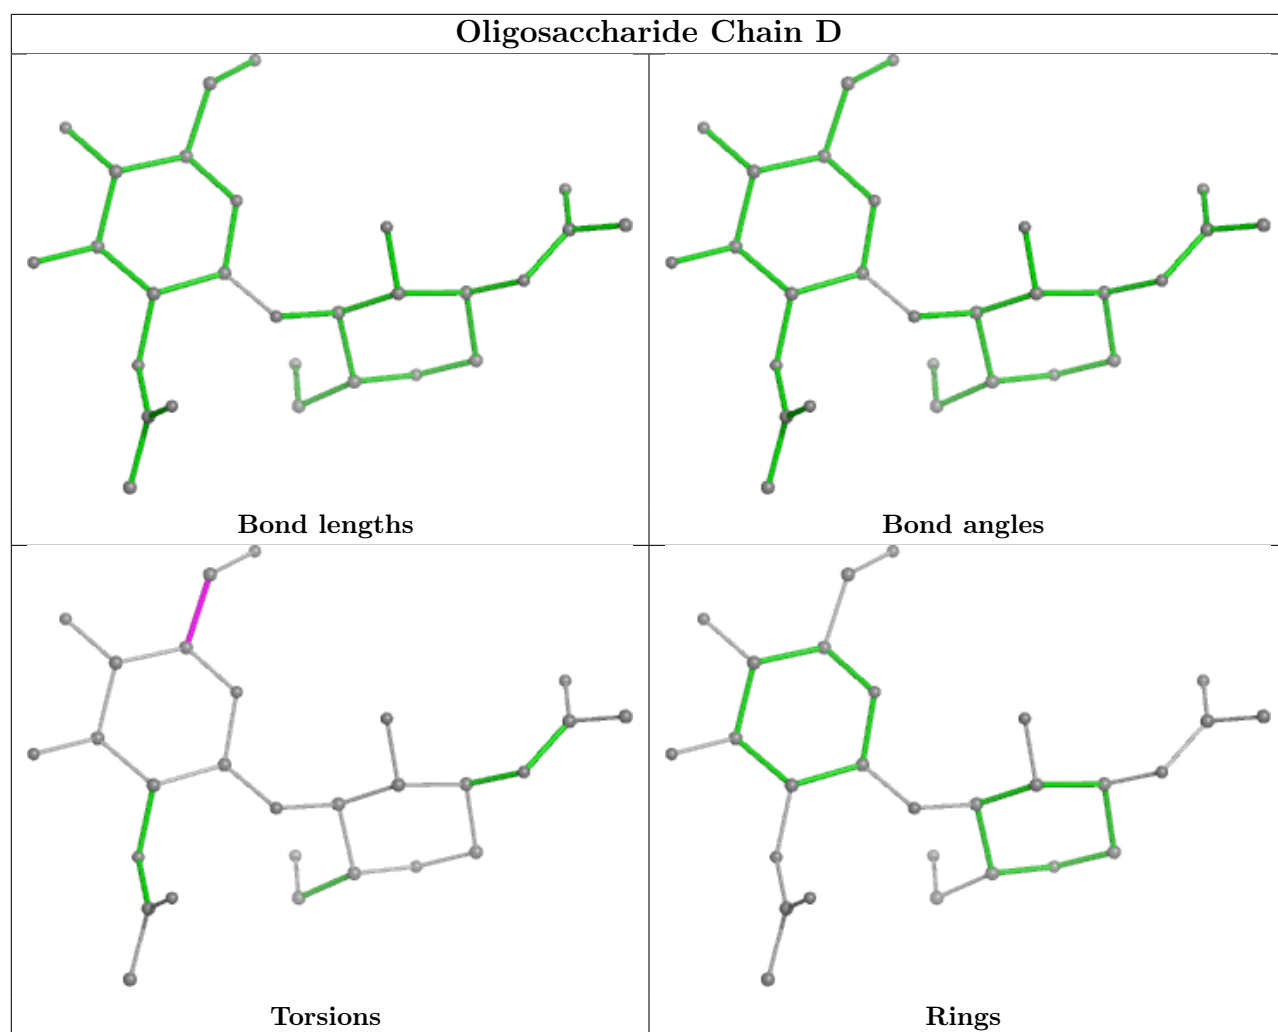 Oligosaccharide Chain D
Bond lengths
Bond angles
Torsions
Rings